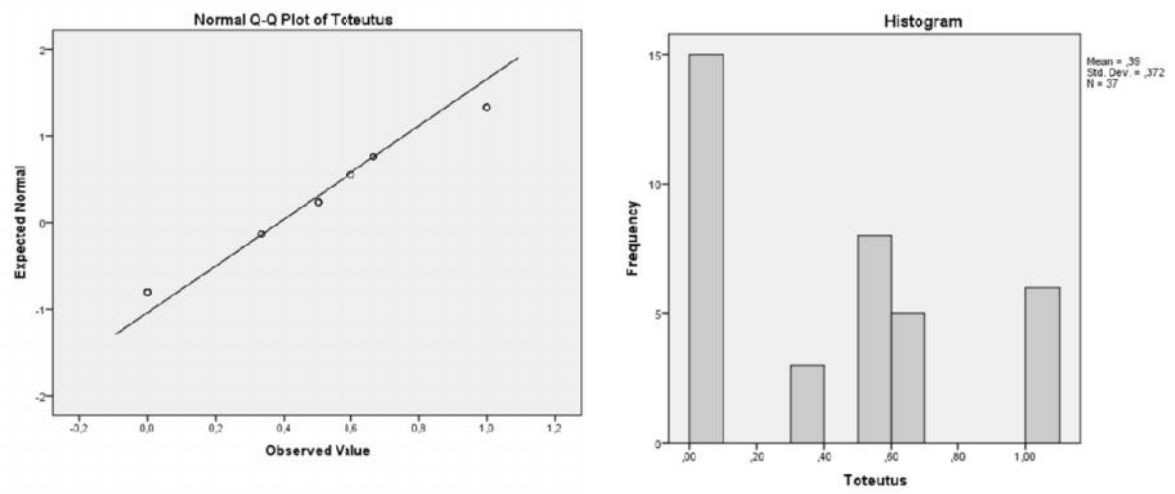 Normal Q-Q Plot of Toteutus
2
1
0
-1
-2
Expected Normal
-0,2
0,0
0,2
0,4
0,6
0,8
1,0
1,2
Observed Value
Histogram
15
10
5
0
Frequency
,00
,20
,40
,60
,80
1,00
Toteutus
Mean = ,39
Std. Dev. = ,372
N = 37